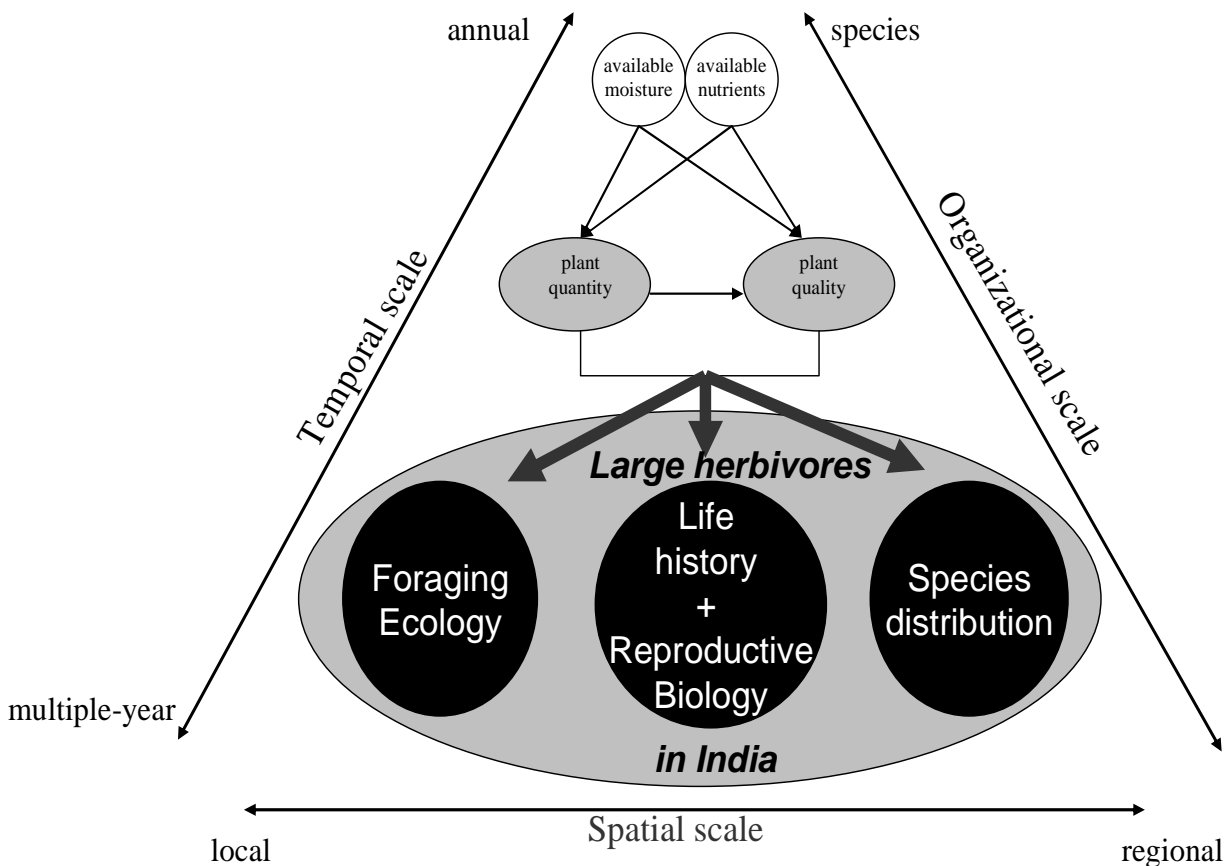 annual
species
available
moisture
available
nutrients
Temporal scale
Organizational scale
plant
quantity
plant
quality
Large herbivores
Foraging
Ecology
Life
history
+
Reproductive
Biology
Species
distribution
in India
multiple-year
Spatial scale
local
regional